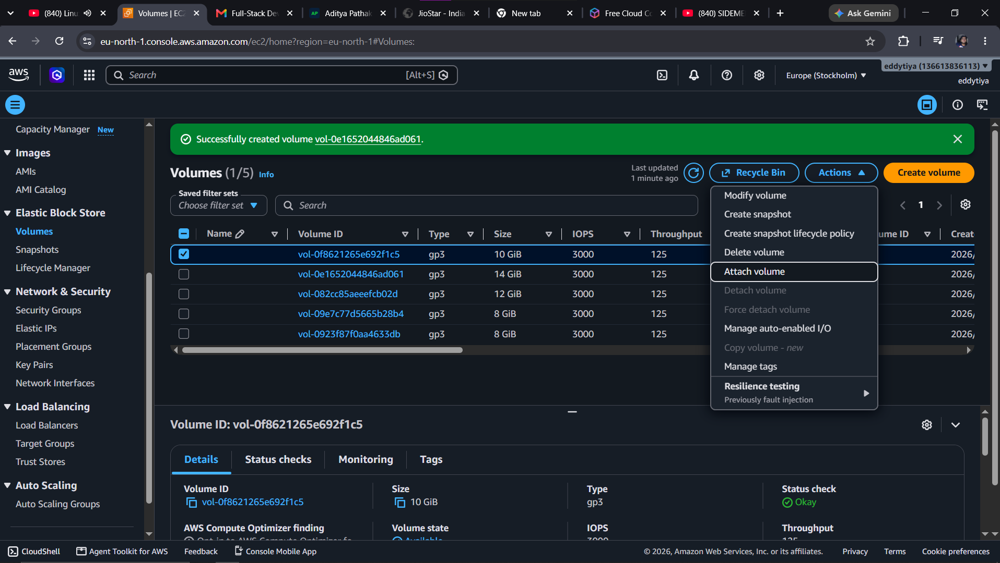 (840) Linu
Volumes | EC2
Full-Stack De
AP
Aditya Pathak
JioStar - India
New tab
Free Cloud Co
(840) SIDEME
Ask Gemini
eu-north-1.console.aws.amazon.com/ec2/home?region=eu-north-1#Volumes:
aws
Search
[Alt+S]
Europe (Stockholm)
eddytiya (136613836113)
eddytiya
Capacity Manager New
Images
AMIs
AMI Catalog
Elastic Block Store
Volumes
Snapshots
Lifecycle Manager
Network & Security
Security Groups
Elastic IPs
Placement Groups
Key Pairs
Network Interfaces
Load Balancing
Load Balancers
Target Groups
Trust Stores
Auto Scaling
Auto Scaling Groups
Successfully created volume vol-0e1652044846ad061.
Volumes (1/5) Info
Last updated
1 minute ago
Recycle Bin
Actions
Create volume
Saved filter sets
Choose filter set
Search
1
Name Volume ID Type Size IOPS Throughput ume ID Creat
vol-0f8621265e692f1c5 gp3 10 GiB 3000 125 2026/
vol-0e1652044846ad061 gp3 14 GiB 3000 125 2026/
vol-082cc85aeeefcb02d gp3 12 GiB 3000 125 2026/
vol-09e7c77d5665b28b4 gp3 8 GiB 3000 125 2026/
vol-0923f87f0aa4633db gp3 8 GiB 3000 125 2026/
Modify volume
Create snapshot
Create snapshot lifecycle policy
Delete volume
Attach volume
Detach volume
Force detach volume
Manage auto-enabled I/O
Copy volume - new
Manage tags
Resilience testing
Previously fault injection
Volume ID: vol-0f8621265e692f1c5
Details
Status checks
Monitoring
Tags
Volume ID
vol-0f8621265e692f1c5
Size
10 GiB
Type
gp3
Status check
Okay
AWS Compute Optimizer finding
Opt-in to AWS Compute Optimizer fo
Volume state
Available
IOPS
3000
Throughput
125
CloudShell
Agent Toolkit for AWS
Feedback
Console Mobile App
© 2026, Amazon Web Services, Inc. or its affiliates.
Privacy
Terms
Cookie preferences